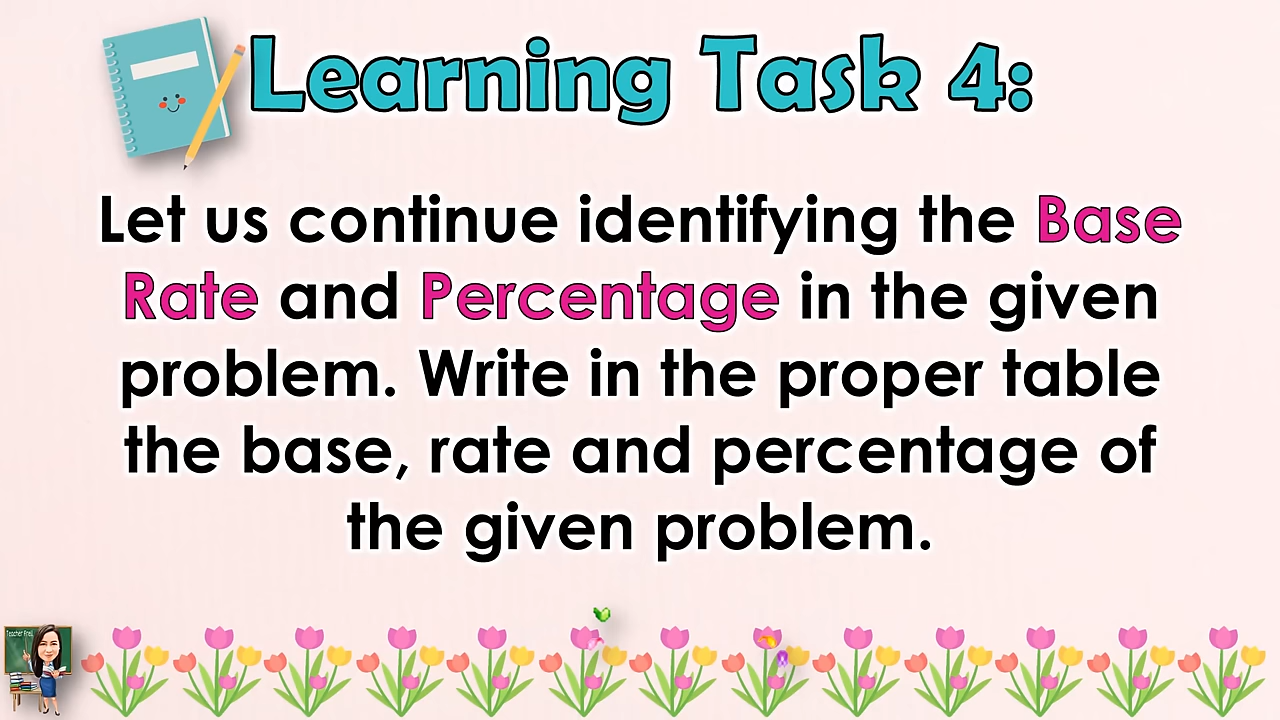 Learning Task 4:
Let us continue identifying the Base
Rate and Percentage in the given
problem. Write in the proper table
the base, rate and percentage of
the given problem.